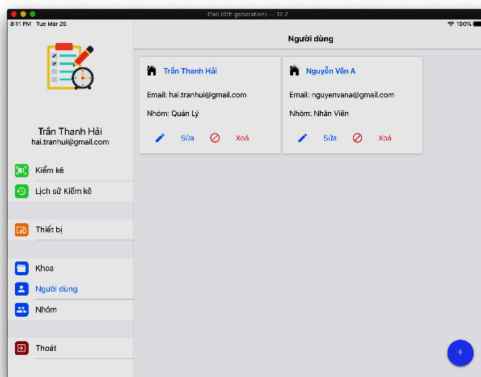 iPad (6th generation) — 12.2
8:11 PM Tue Mar 26
100%
Người dùng
Trần Thanh Hải
hai.tranhui@gmail.com
Kiểm kê
Lịch sử Kiểm kê
Thiết bị
Khoa
Người dùng
Nhóm
Thoát
Trần Thanh Hải
Email: hai.tranhui@gmail.com
Nhóm: Quản Lý
Sửa Xoá
Nguyễn Văn A
Email: nguyenvana@gmail.com
Nhóm: Nhân Viên
Sửa Xoá